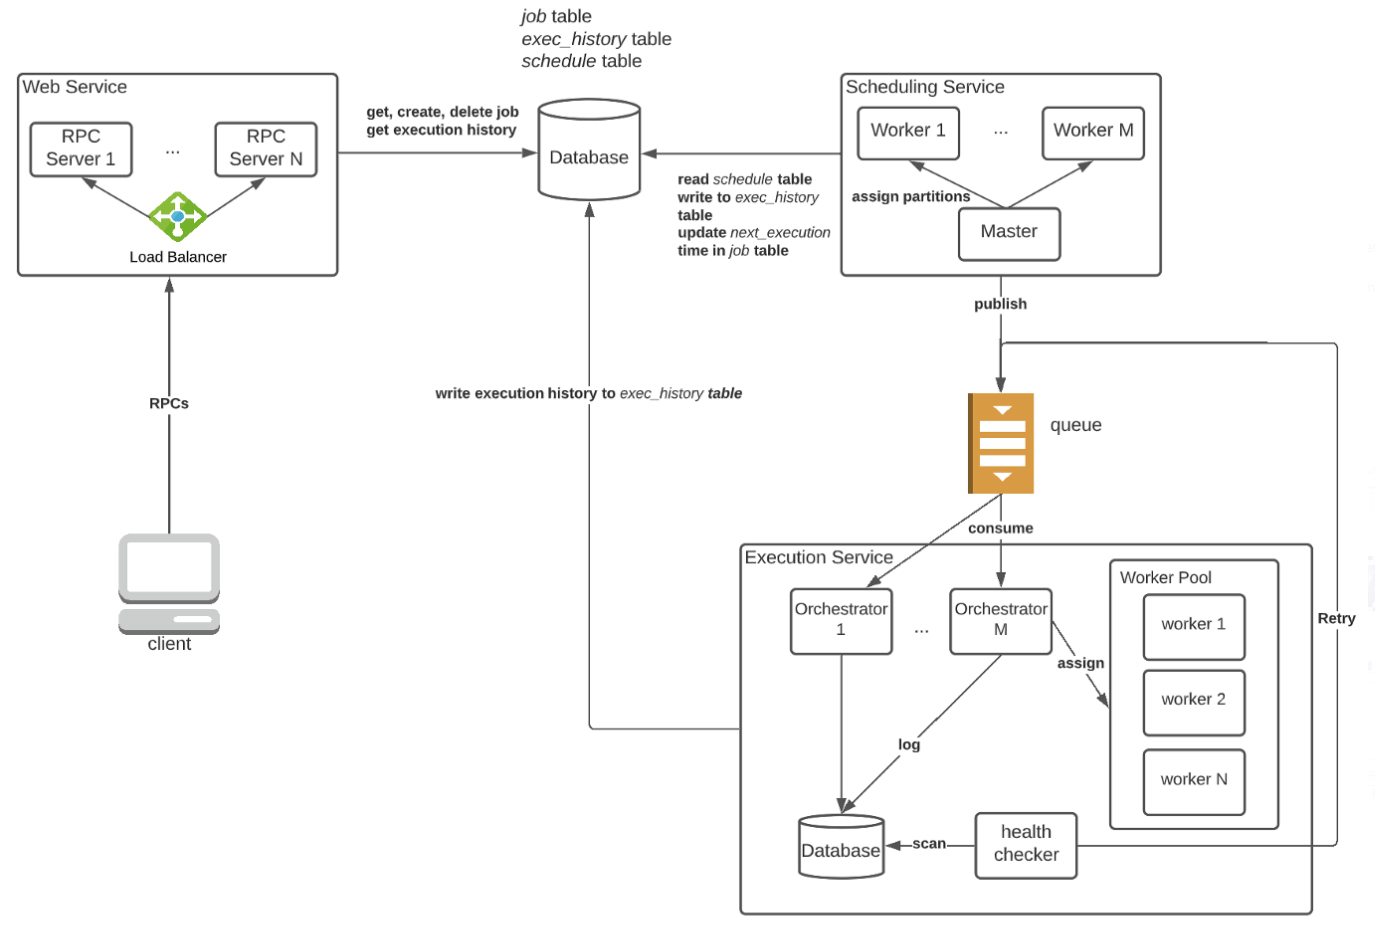 job table
exec_history table
schedule table
Web Service
RPC
Server 1
...
RPC
Server N
Load Balancer
get, create, delete job
get execution history
Database
Scheduling Service
Worker 1
...
Worker M
assign partitions
Master
read schedule table
write to exec_history
table
update next_execution
time in job table
publish
RPCs
write execution history to exec_history table
queue
consume
client
Execution Service
Orchestrator
1
...
Orchestrator
M
assign
Worker Pool
worker 1
worker 2
worker N
Retry
log
Database
scan
health
checker